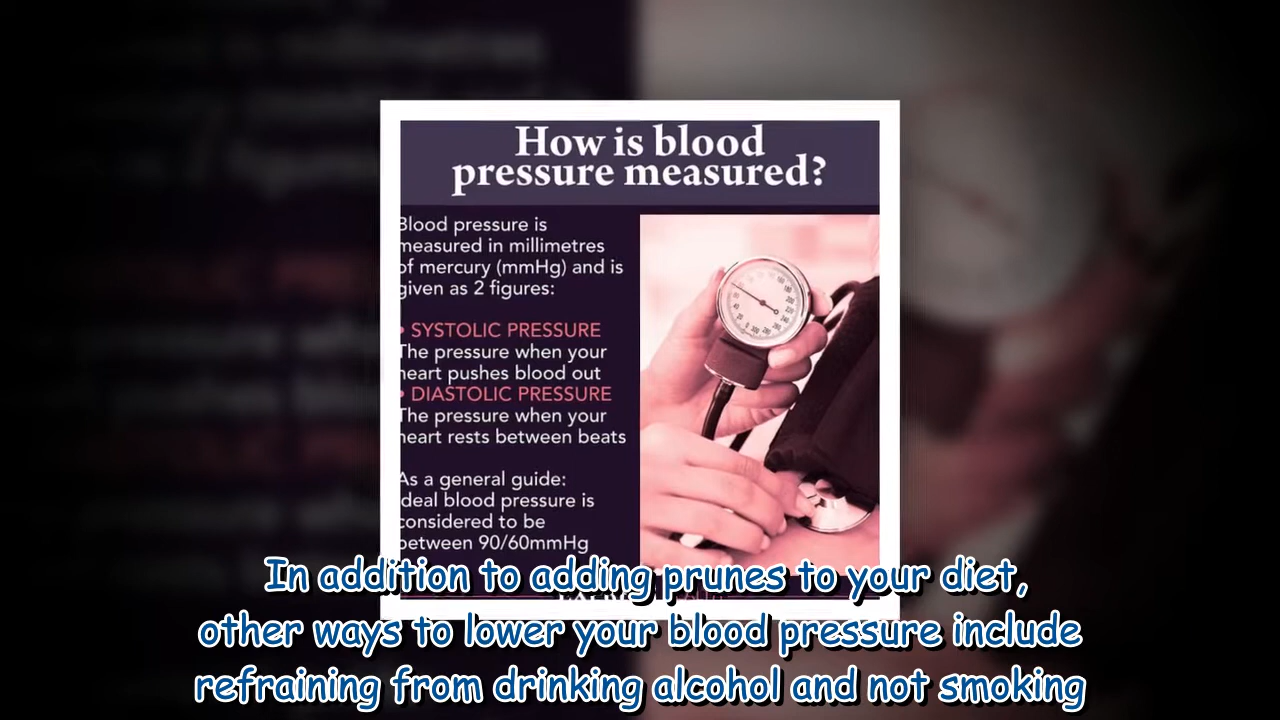 How is blood
pressure measured?
Blood pressure is
measured in millimetres
of mercury (mmHg) and is
given as 2 figures:
• SYSTOLIC PRESSURE
The pressure when your
heart pushes blood out
• DIASTOLIC PRESSURE
The pressure when your
heart rests between beats
As a general guide:
ideal blood pressure is
considered to be
between 90/60mmHg
In addition to adding prunes to your diet,
other ways to lower your blood pressure include
refraining from drinking alcohol and not smoking